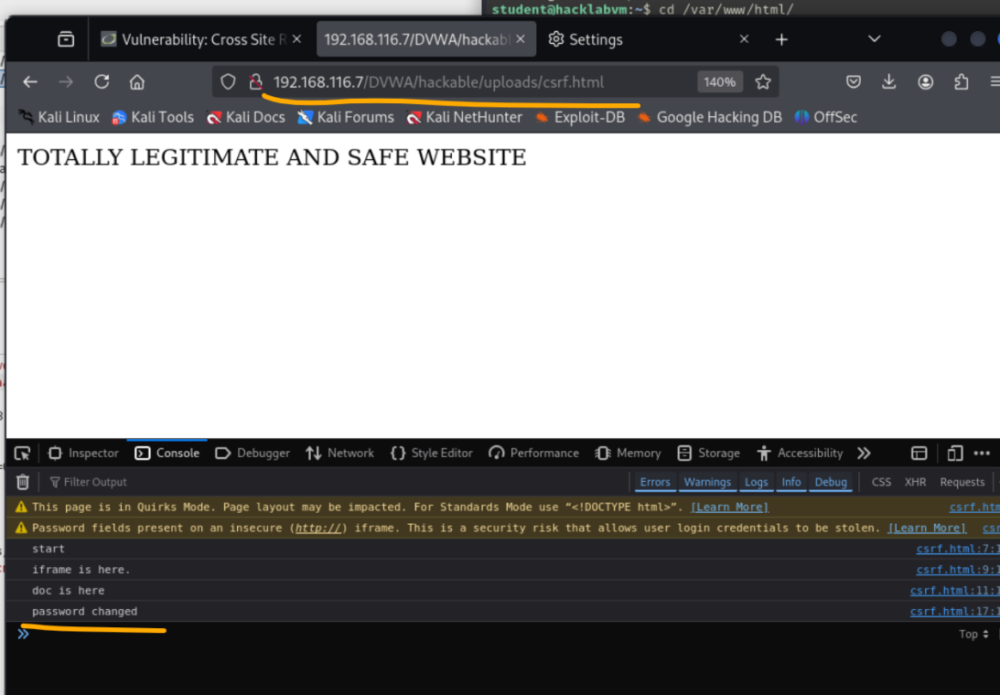 student@hacklabvm:~$ cd /var/www/html/
Vulnerability: Cross Site R 192.168.116.7/DVWA/hackabl Settings
192.168.116.7/DVWA/hackable/uploads/csrf.html 140%
Kali Linux Kali Tools Kali Docs Kali Forums Kali NetHunter Exploit-DB Google Hacking DB OffSec
TOTALLY LEGITIMATE AND SAFE WEBSITE
Inspector Console Debugger Network Style Editor Performance Memory Storage Accessibility
Filter Output Errors Warnings Logs Info Debug CSS XHR Requests
This page is in Quirks Mode. Page layout may be impacted. For Standards Mode use “<!DOCTYPE html>”. [Learn More] csrf.htm
Password fields present on an insecure (http://) iframe. This is a security risk that allows user login credentials to be stolen. [Learn More] csr
start csrf.html:7:1
iframe is here. csrf.html:9:1
doc is here csrf.html:11:1
password changed csrf.html:17:1
Top